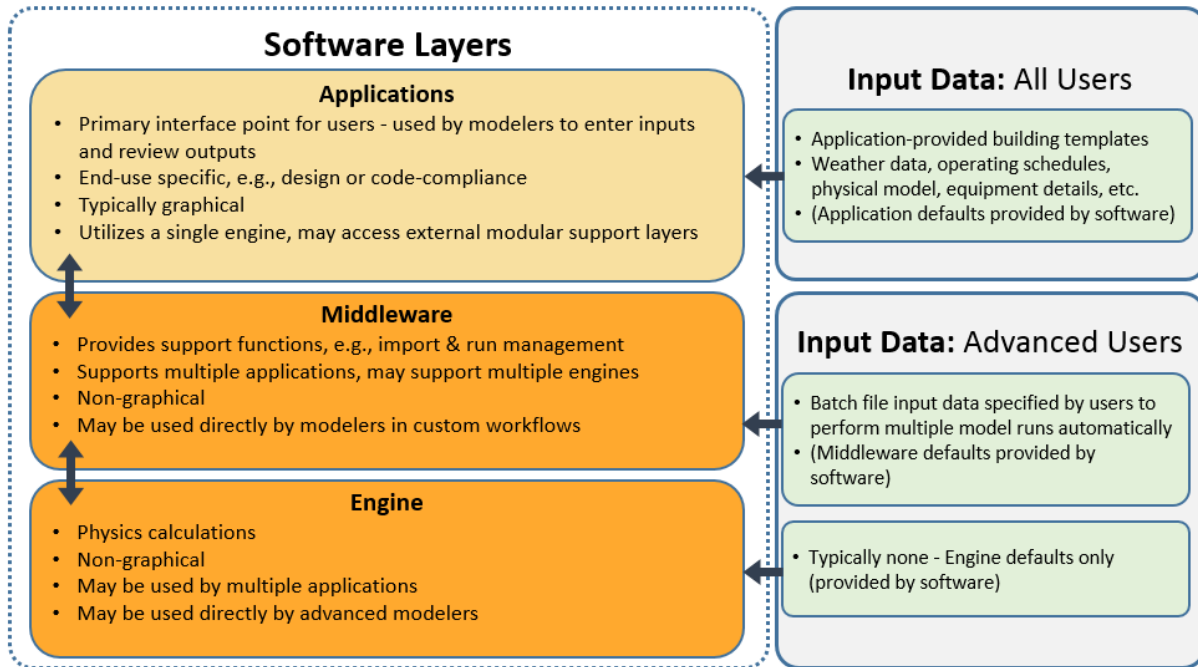 Software Layers
Applications
• Primary interface point for users - used by modelers to enter inputs
and review outputs
• End-use specific, e.g., design or code-compliance
• Typically graphical
• Utilizes a single engine, may access external modular support layers
Middleware
• Provides support functions, e.g., import & run management
• Supports multiple applications, may support multiple engines
• Non-graphical
• May be used directly by modelers in custom workflows
Engine
• Physics calculations
• Non-graphical
• May be used by multiple applications
• May be used directly by advanced modelers
Input Data: All Users
• Application-provided building templates
• Weather data, operating schedules,
physical model, equipment details, etc.
• (Application defaults provided by software)
Input Data: Advanced Users
• Batch file input data specified by users to
perform multiple model runs automatically
• (Middleware defaults provided by
software)
• Typically none - Engine defaults only
(provided by software)